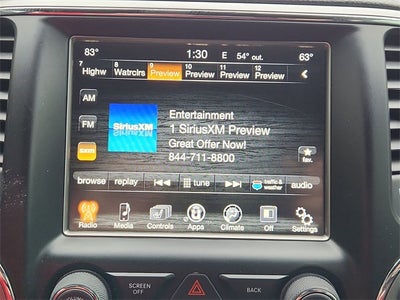 83° 1:30 E 54° out. 63°
7 8 9 10 11 12
Highw Watrclrs Preview Preview Preview Preview
AM
SiriusXM
Entertainment
1 SiriusXM Preview
FM
Great Offer Now!
844-711-8800
sxm
fav.
browse replay tune traffic & weather audio
Radio Media Controls Apps Climate Off Settings
SCREEN OFF
BACK